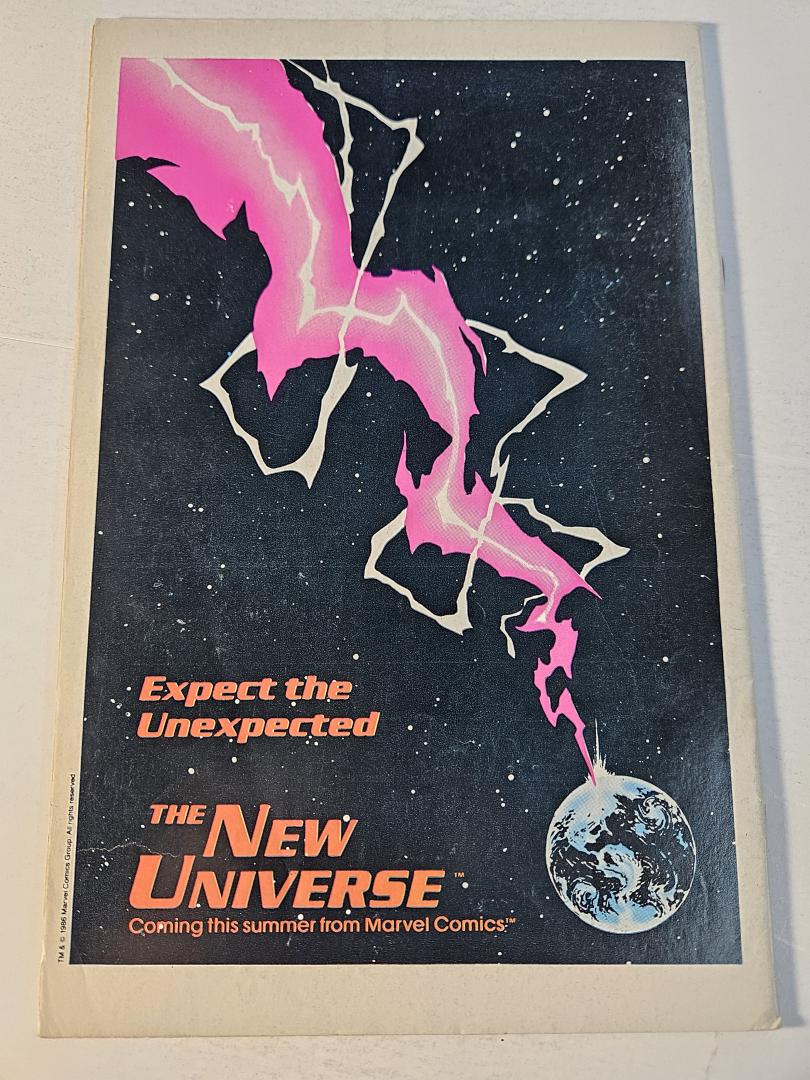 Expect the
Unexpected
THE NEW
UNIVERSE™
Coming this summer from Marvel Comics™
TM & © 1986 Marvel Comics Group. All rights reserved